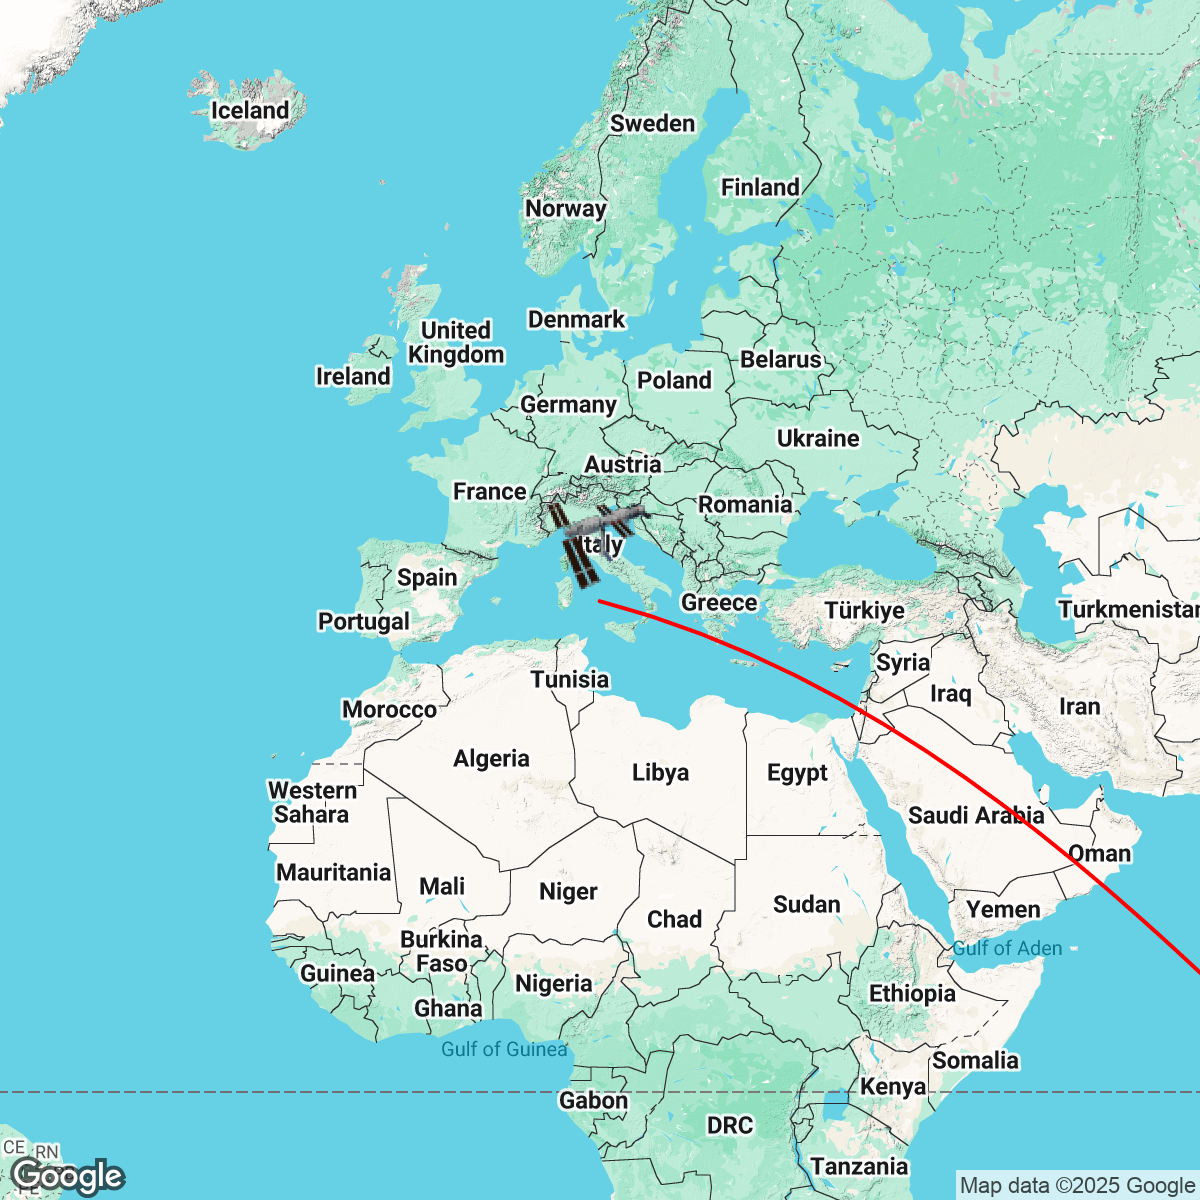 Iceland
Sweden
Finland
Norway
Denmark
United
Kingdom
Ireland
Belarus
Poland
Germany
Ukraine
Austria
France
Romania
Italy
Spain
Greece
Türkiye
Turkmenistan
Portugal
Syria
Tunisia
Iraq
Iran
Morocco
Algeria
Libya
Egypt
Western
Sahara
Saudi Arabia
Oman
Mauritania
Mali
Niger
Sudan
Yemen
Chad
Burkina
Faso
Gulf of Aden
Guinea
Nigeria
Ethiopia
Ghana
Gulf of Guinea
Somalia
Kenya
Gabon
DRC
CE
RN
Tanzania
PE
Google
Map data ©2025 Google